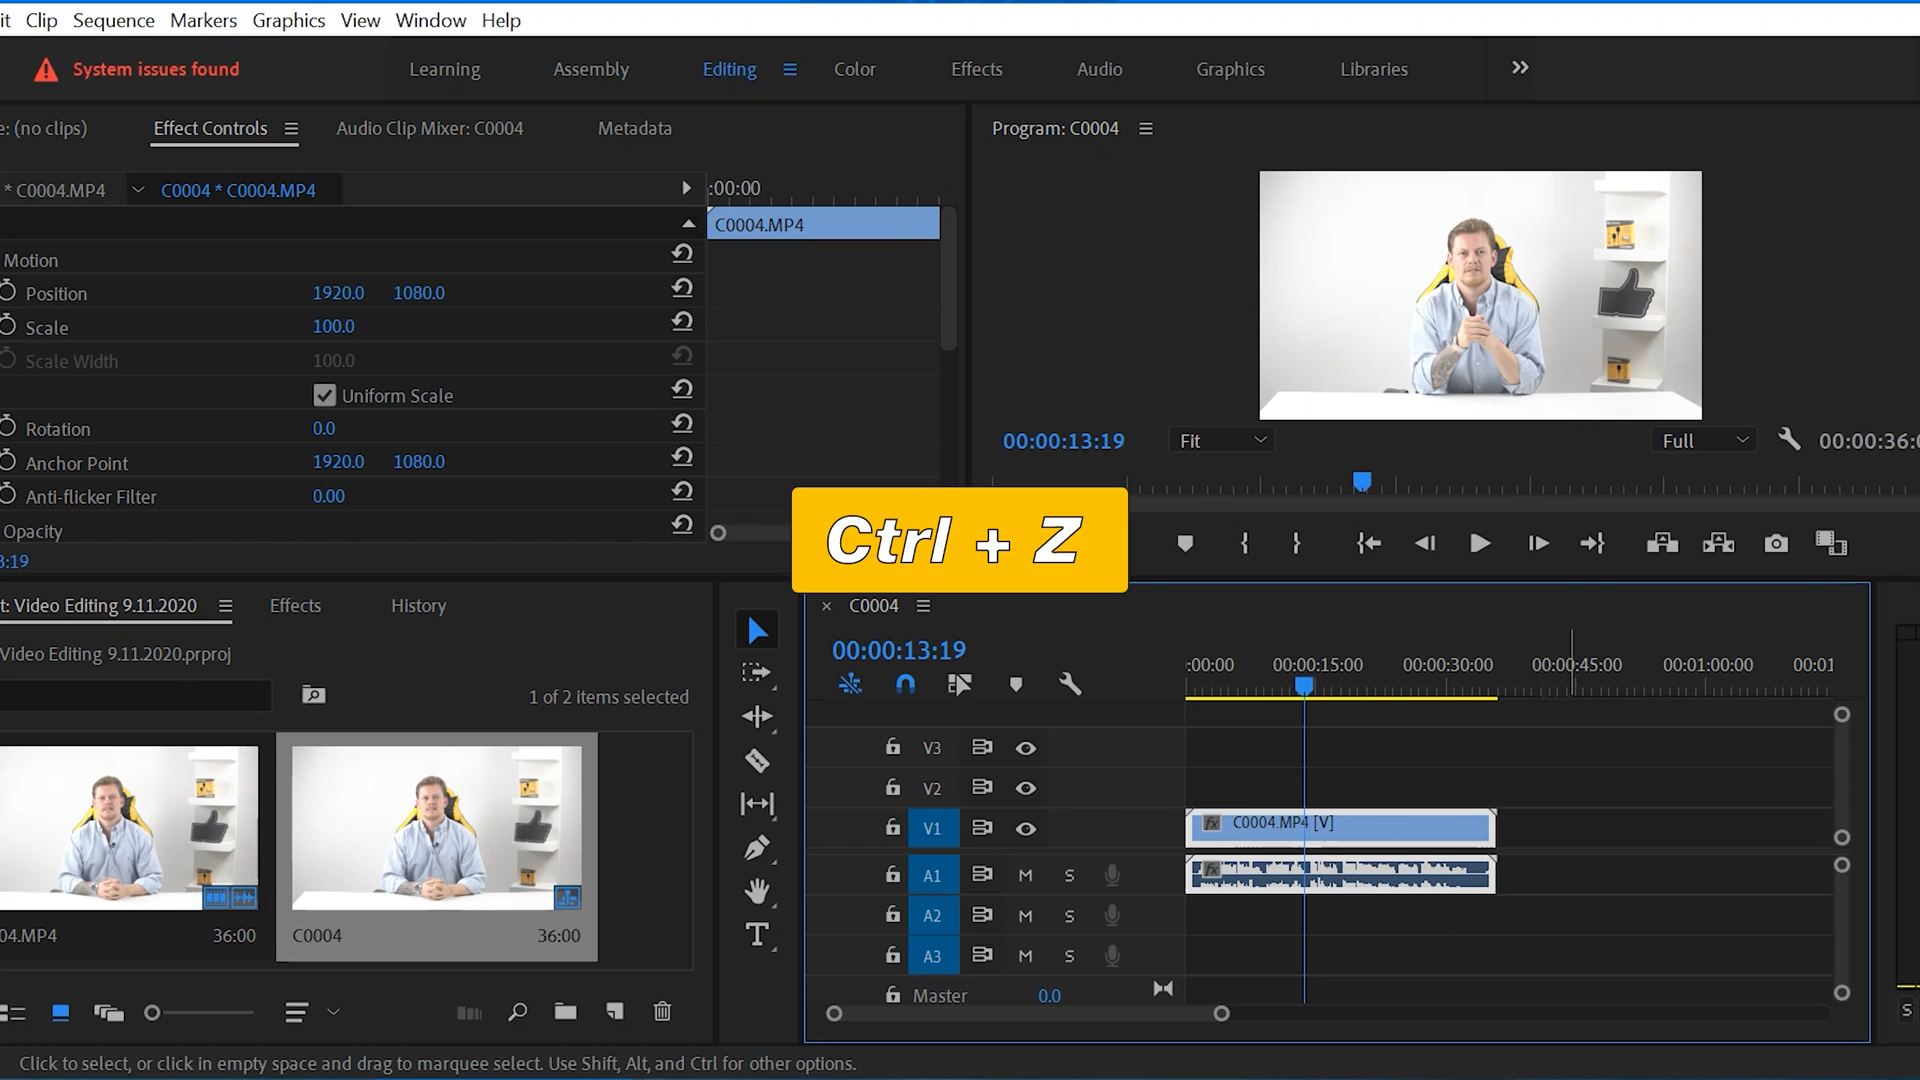 it Clip Sequence Markers Graphics View Window Help
System issues found
Learning Assembly Editing Color Effects Audio Graphics Libraries
e: (no clips) Effect Controls Audio Clip Mixer: C0004 Metadata
* C0004.MP4 C0004 * C0004.MP4
:00:00
C0004.MP4
Motion
Position 1920.0 1080.0
Scale 100.0
Scale Width 100.0
Uniform Scale
Rotation 0.0
Anchor Point 1920.0 1080.0
Anti-flicker Filter 0.00
Opacity
3:19
Program: C0004
00:00:13:19 Fit Full 00:00:36:0
Ctrl + Z
t: Video Editing 9.11.2020 Effects History
Video Editing 9.11.2020.prproj
1 of 2 items selected
04.MP4 36:00
C0004 36:00
× C0004
00:00:13:19
:00:00 00:00:15:00 00:00:30:00 00:00:45:00 00:01:00:00 00:01
V3
V2
V1 fx C0004.MP4 [V]
A1 M S fx
A2 M S
A3 M S
Master 0.0
S
Click to select, or click in empty space and drag to marquee select. Use Shift, Alt, and Ctrl for other options.